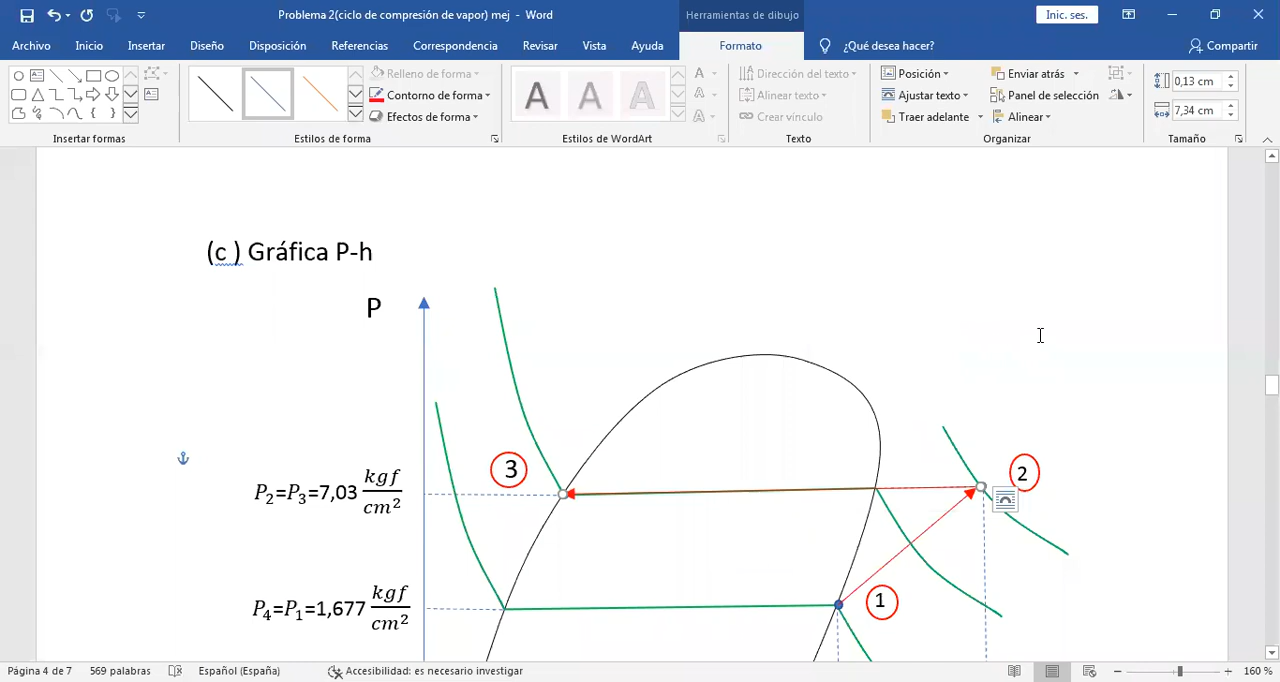 Problema 2(ciclo de compresión de vapor) mej - Word
Herramientas de dibujo
Inic. ses.
Archivo Inicio Insertar Diseño Disposición Referencias Correspondencia Revisar Vista Ayuda Formato ¿Qué desea hacer? Compartir
Relleno de forma
Contorno de forma
Efectos de forma
A A A
Dirección del texto
Alinear texto
Crear vínculo
Posición
Ajustar texto
Traer adelante
Enviar atrás
Panel de selección
Alinear
0,13 cm
7,34 cm
Insertar formas Estilos de forma Estilos de WordArt Texto Organizar Tamaño
(c ) Gráfica P-h
P
3
2
P₂=P₃=7,03 kgf/cm²
P₄=P₁=1,677 kgf/cm²
1
Página 4 de 7 569 palabras Español (España) Accesibilidad: es necesario investigar 160 %